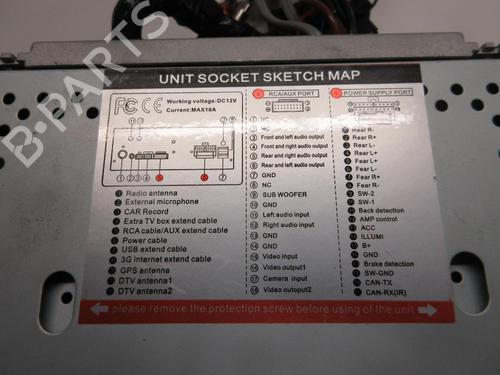 UNIT SOCKET SKETCH MAP
FC CE
Working voltage:DC12V
Current:MAX10A
RCA/AUX PORT
POWER SUPPLY PORT
Radio antenna
External microphone
CAR Record
Extra TV box extend cable
RCA cable/AUX extend cable
Power cable
USB extend cable
3G internet extend cable
GPS antenna
DTV antenna1
DTV antenna2
NC
NC
Front and left audio output
Front and right audio output
Rear and right audio output
Rear and left audio output
GND
NC
SUB WOOFER
GND
Left audio input
Right audio input
GND
GND
Video input
Video output1
Camera input
Video outoput2
Rear R-
Rear R+
Rear L-
Rear L+
Fear L+
Fear L-
Fear R+
Fear R-
SW-2
SW-1
Back detection
AMP control
ACC
ILLUMI
B+
GND
Brake detection
SW-GND
CAN-TX
CAN-RX(IR)
please remove the protection screw before using of the unit
B-PARTS